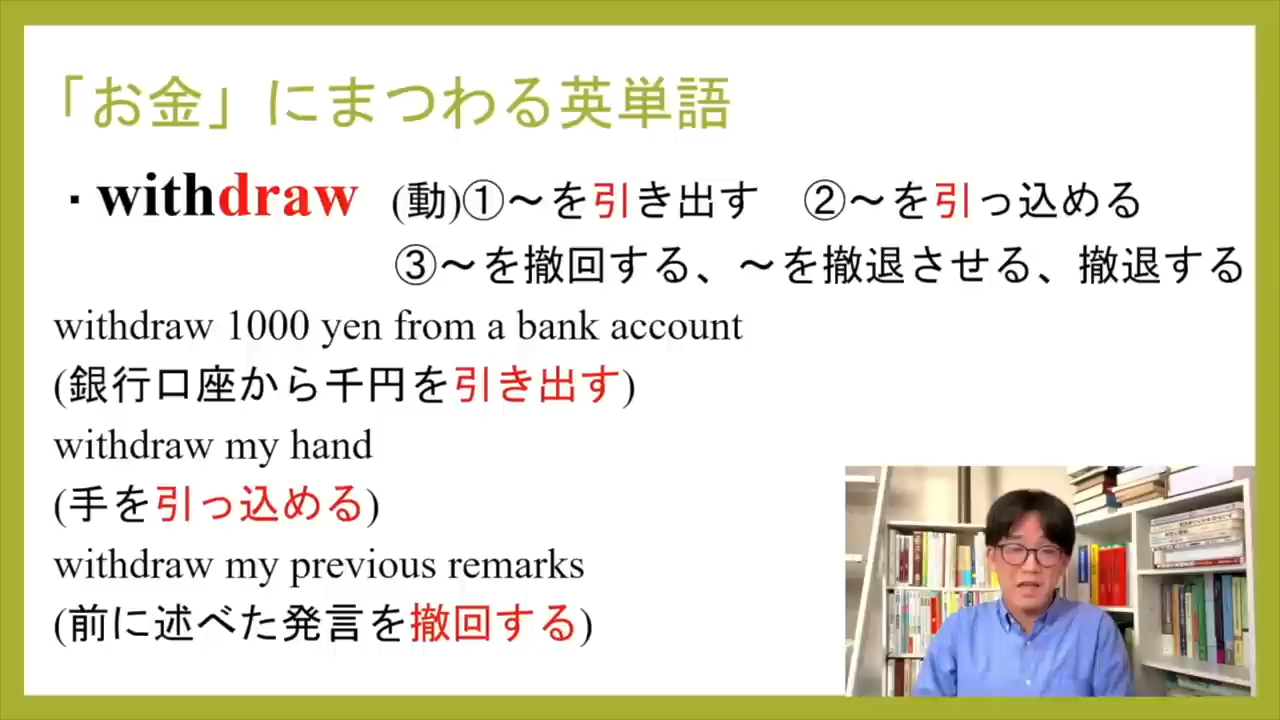 「お金」にまつわる英単語
・withdraw (動)①～を引き出す ②～を引っ込める
③～を撤回する、～を撤退させる、撤退する
withdraw 1000 yen from a bank account
(銀行口座から千円を引き出す)
withdraw my hand
(手を引っ込める)
withdraw my previous remarks
(前に述べた発言を撤回する)